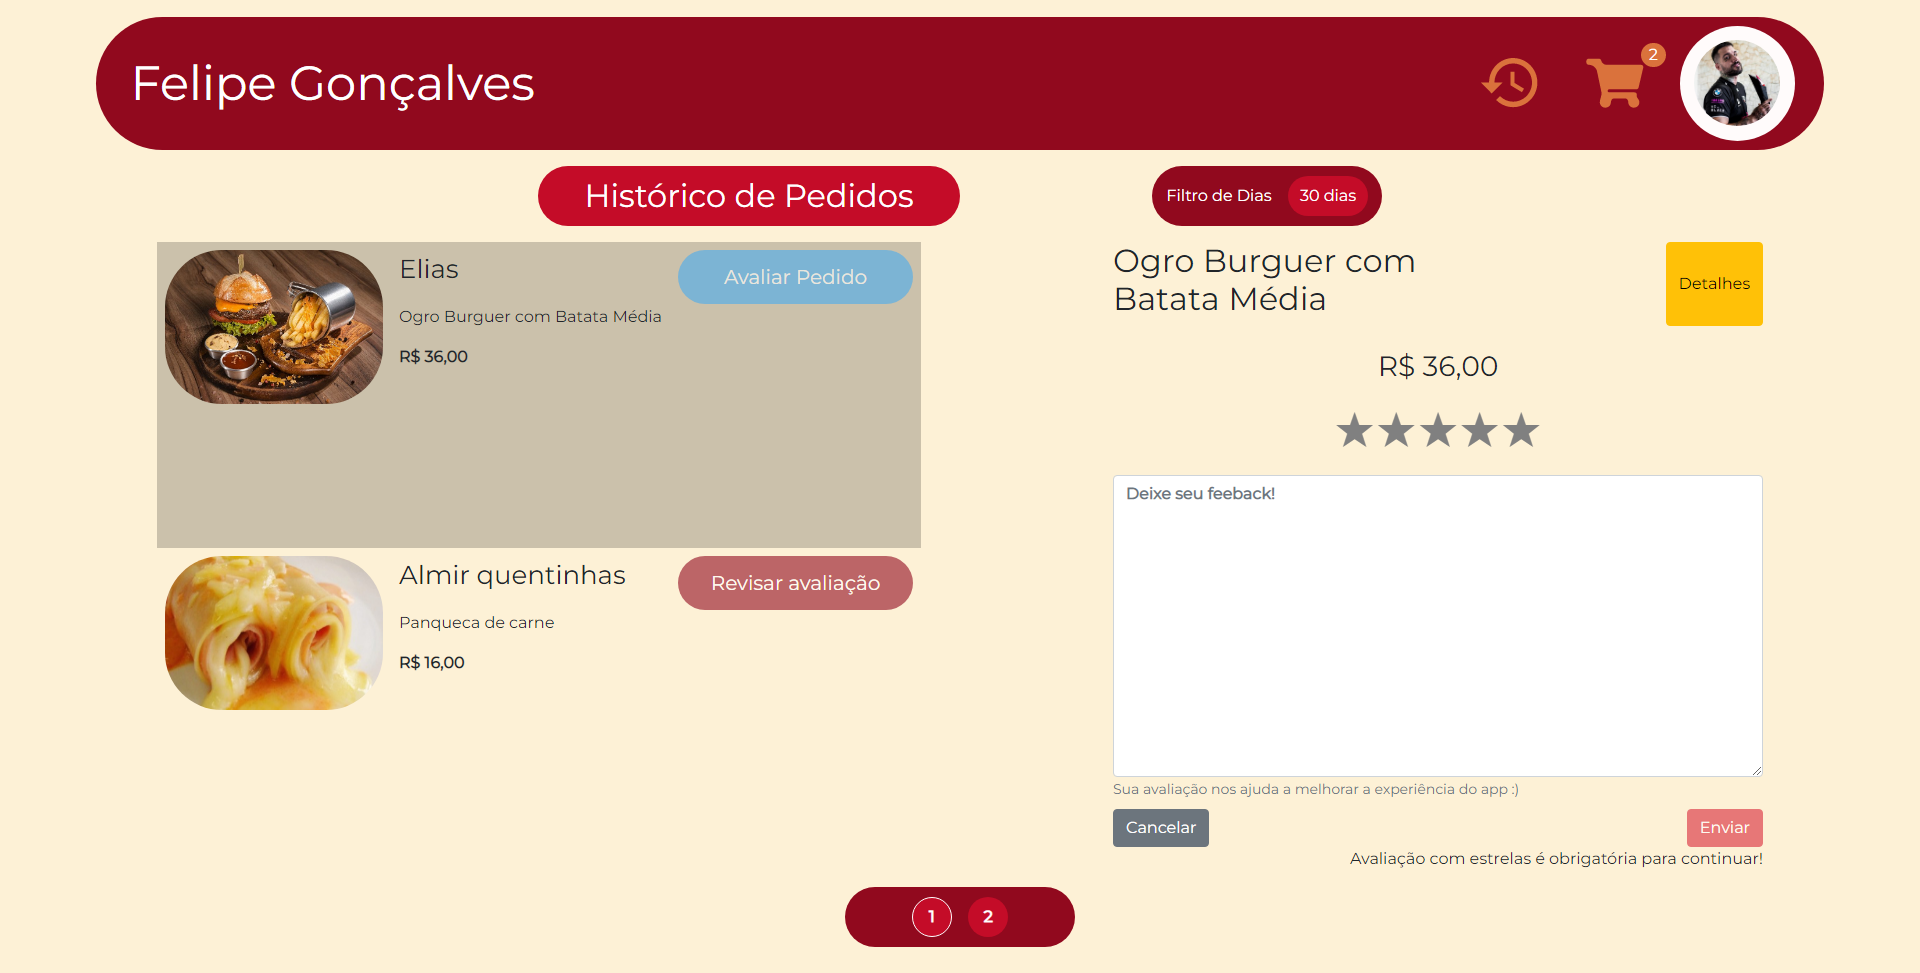 Felipe Gonçalves
2
Histórico de Pedidos
Filtro de Dias
30 dias
Elias
Avaliar Pedido
Ogro Burguer com Batata Média
R$ 36,00
Almir quentinhas
Revisar avaliação
Panqueca de carne
R$ 16,00
Ogro Burguer com
Batata Média
Detalhes
R$ 36,00
Deixe seu feeback!
Sua avaliação nos ajuda a melhorar a experiência do app :)
Cancelar
Enviar
Avaliação com estrelas é obrigatória para continuar!
1
2